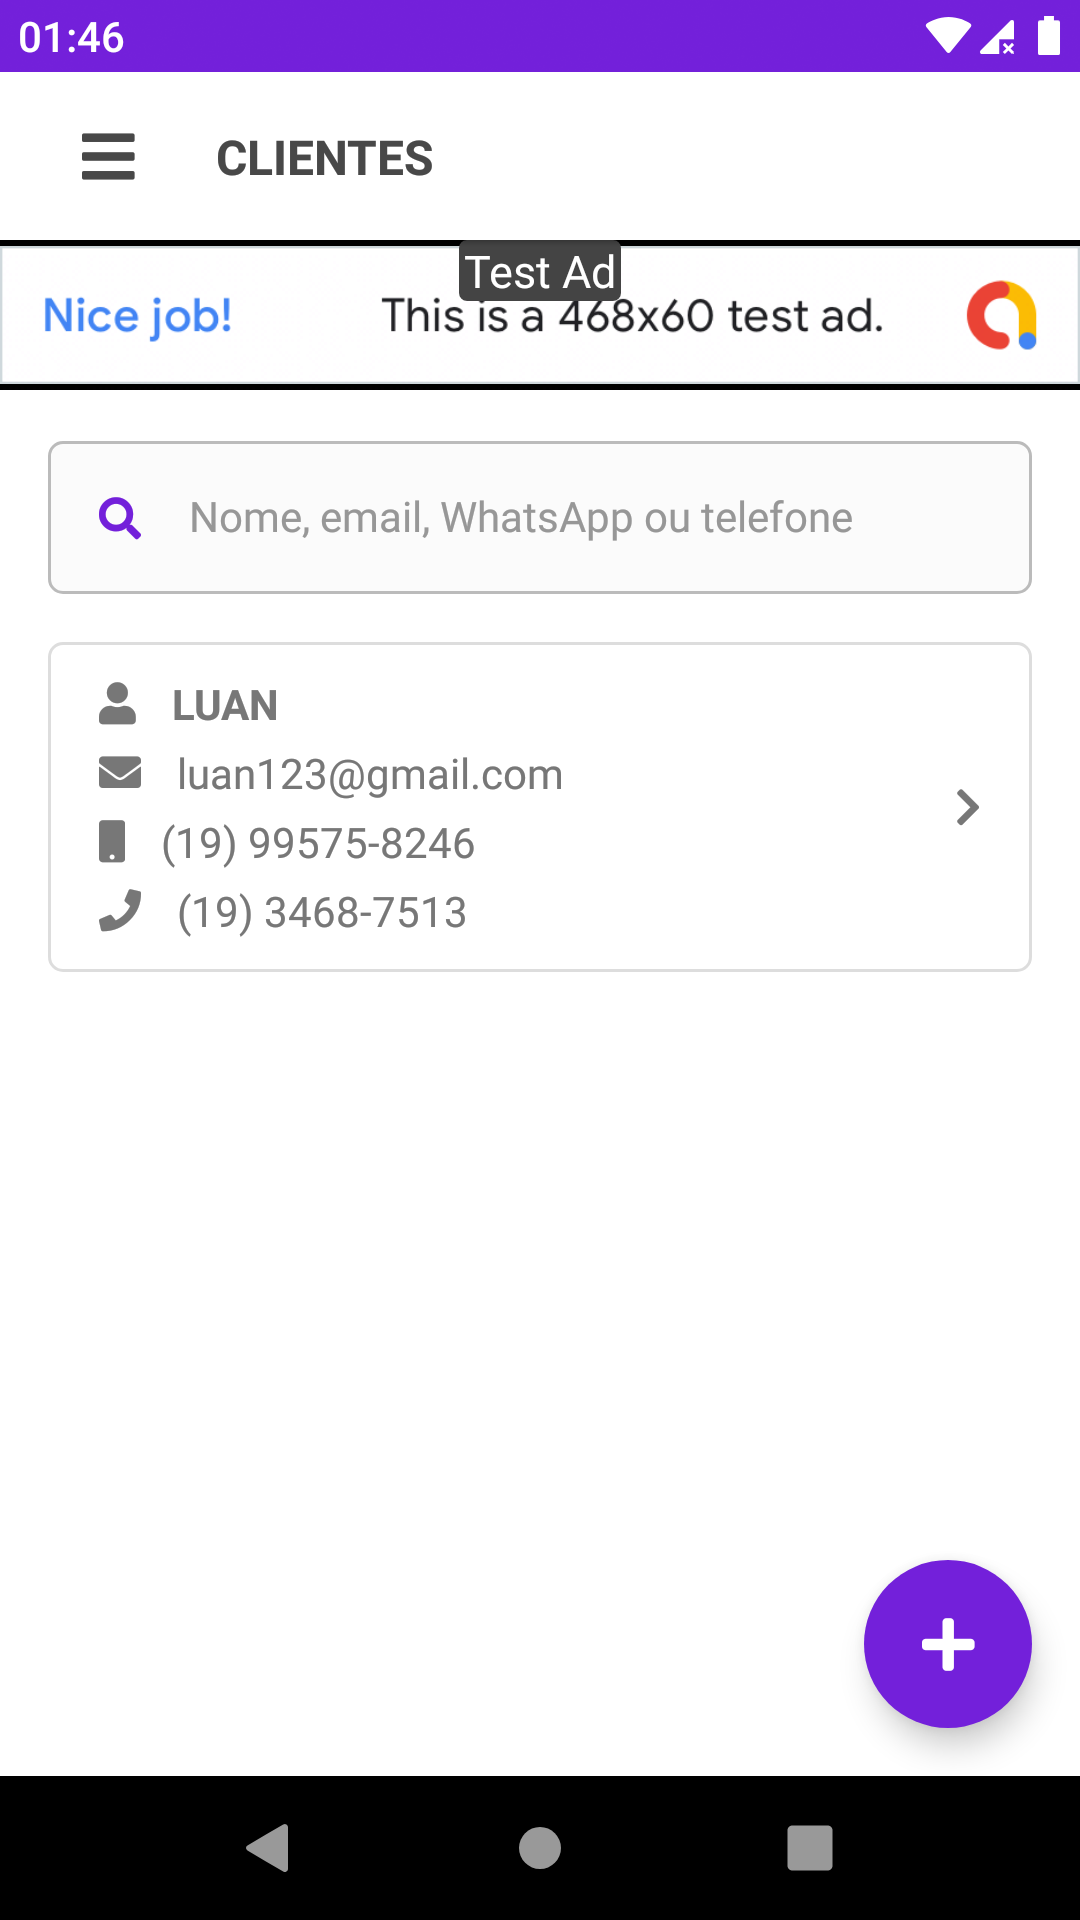 01:46
CLIENTES
Test Ad
Nice job! This is a 468x60 test ad.
Nome, email, WhatsApp ou telefone
LUAN
luan123@gmail.com
(19) 99575-8246
(19) 3468-7513